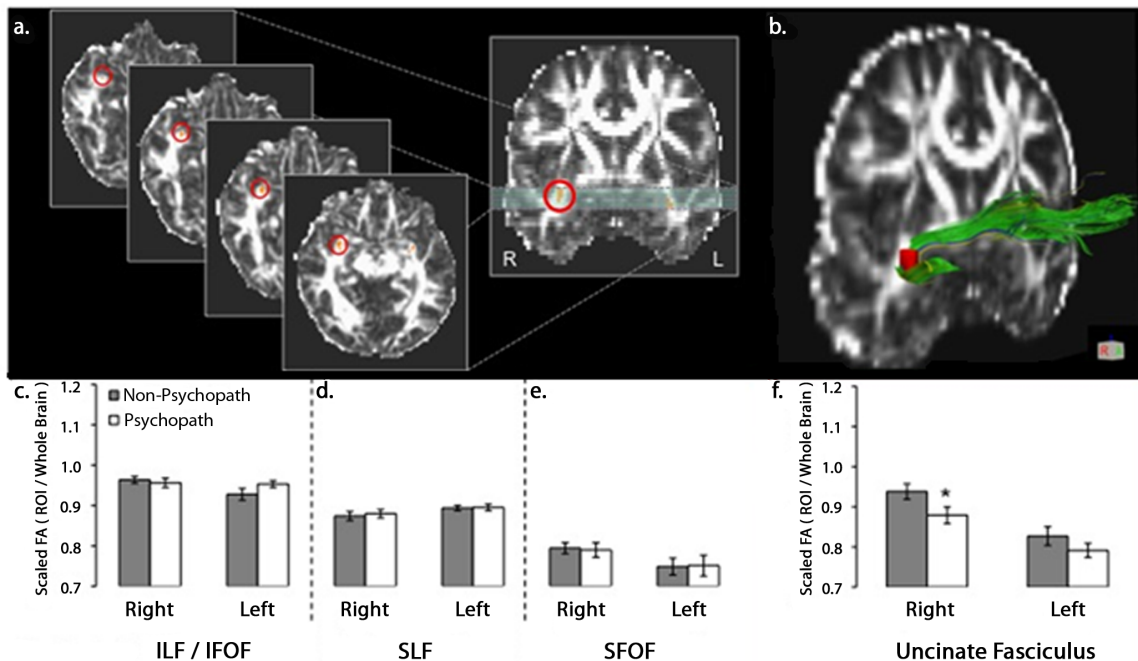 a.
b.
R
L
R
c.
d.
e.
f.
Scaled FA ( ROI / Whole Brain )
1.2
1.1
1.0
0.9
0.8
0.7
Non-Psychopath
Psychopath
Right
Left
ILF / IFOF
Right
Left
SLF
Right
Left
SFOF
Scaled FA ( ROI / Whole Brain )
1.2
1.1
1.0
0.9
0.8
0.7
*
Right
Left
Uncinate Fasciculus